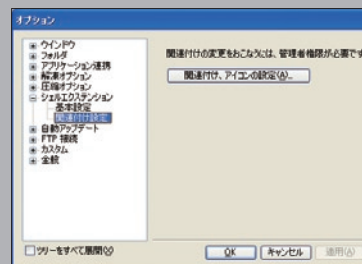 オプション
ウインドウ
フォルダ
アプリケーション連携
解凍オプション
圧縮オプション
シェルエクステンション
基本設定
関連付け設定
自動アップデート
FTP 接続
カスタム
全般
関連付けの変更をおこなうには、管理者権限が必要です
関連付け、アイコンの設定(A)...
ツリーをすべて展開(X)
OK
キャンセル
適用(A)